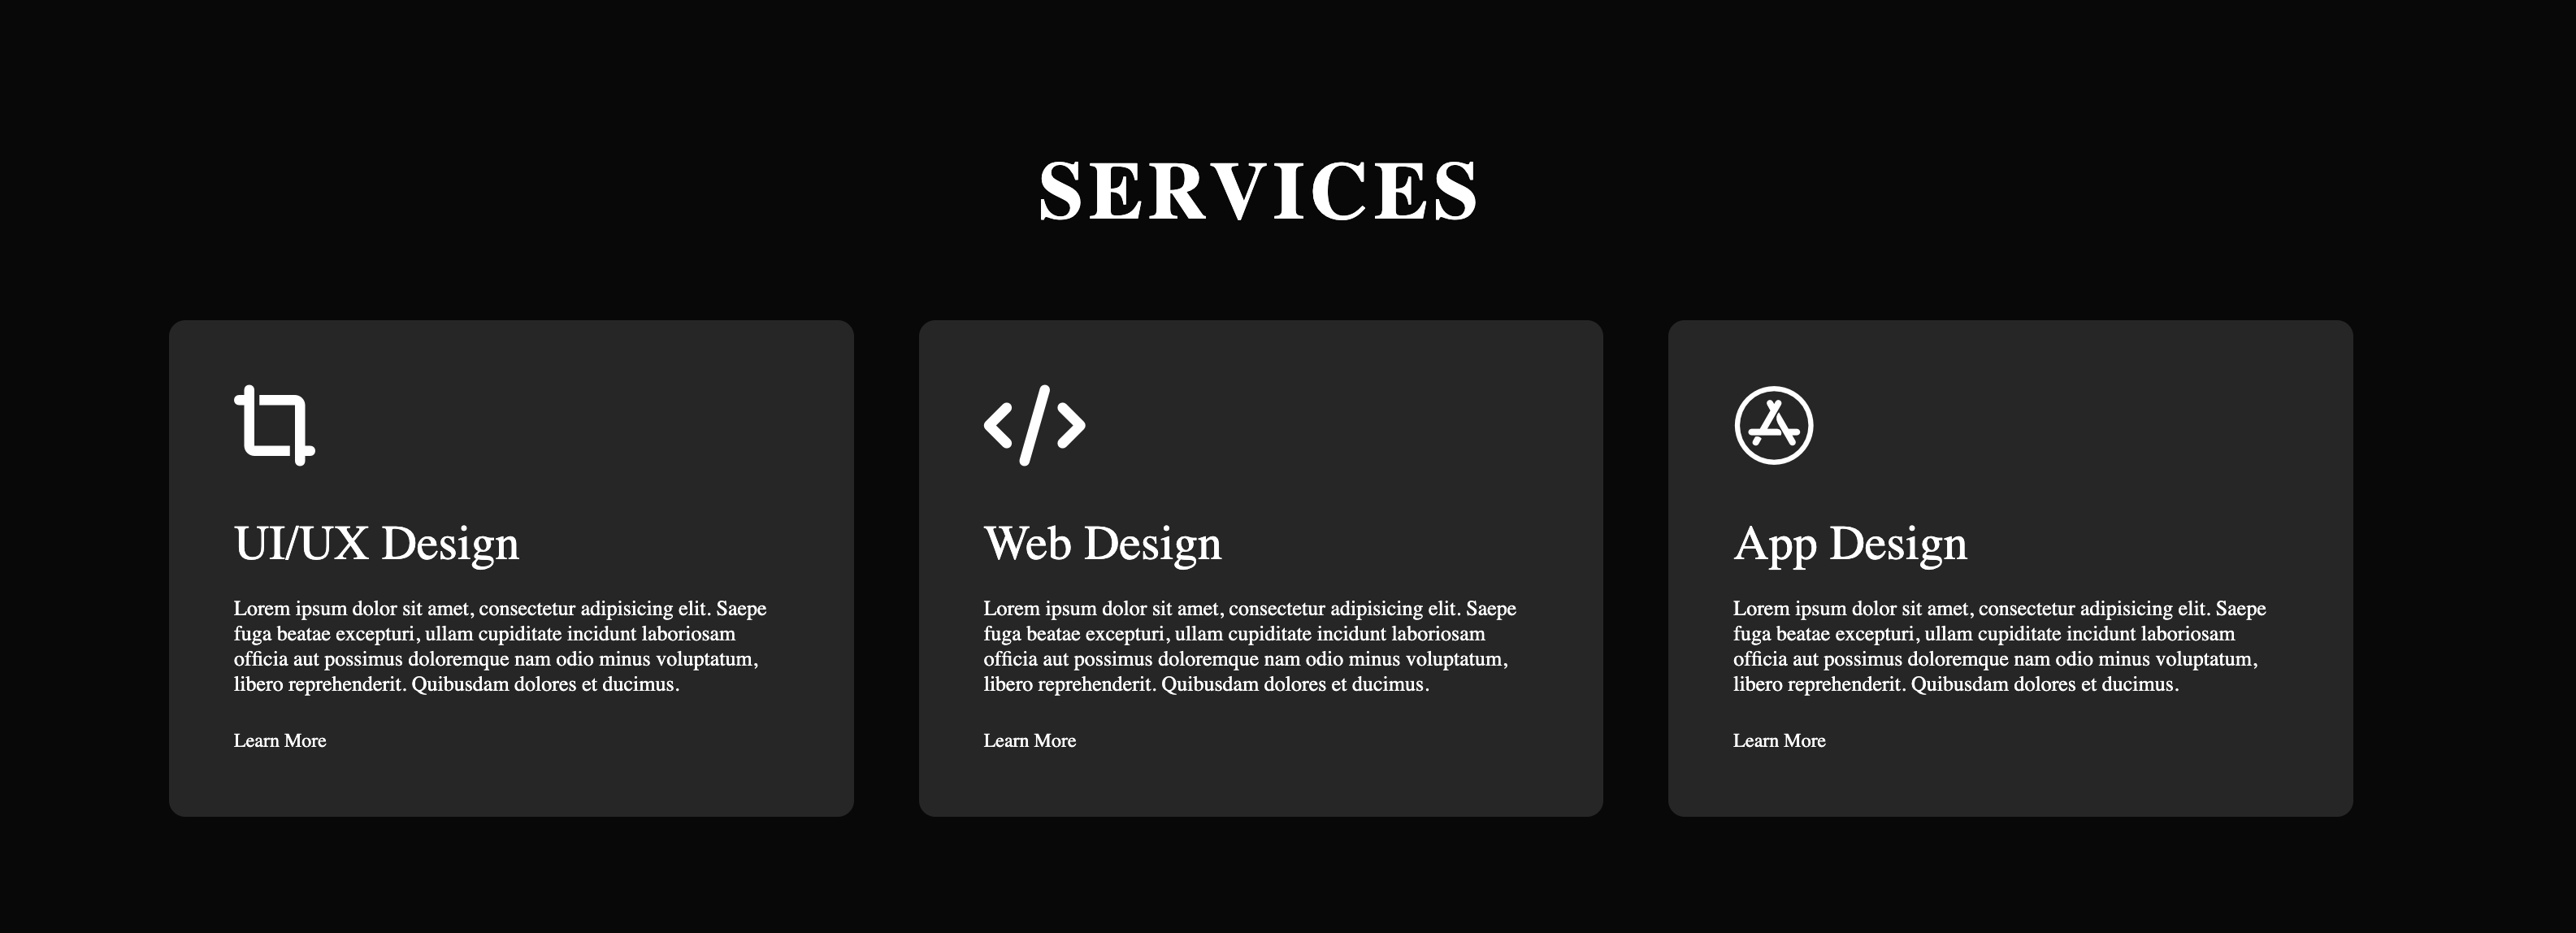 SERVICES
UI/UX Design
Lorem ipsum dolor sit amet, consectetur adipisicing elit. Saepe
fuga beatae excepturi, ullam cupiditate incidunt laboriosam
officia aut possimus doloremque nam odio minus voluptatum,
libero reprehenderit. Quibusdam dolores et ducimus.
Learn More
Web Design
Lorem ipsum dolor sit amet, consectetur adipisicing elit. Saepe
fuga beatae excepturi, ullam cupiditate incidunt laboriosam
officia aut possimus doloremque nam odio minus voluptatum,
libero reprehenderit. Quibusdam dolores et ducimus.
Learn More
App Design
Lorem ipsum dolor sit amet, consectetur adipisicing elit. Saepe
fuga beatae excepturi, ullam cupiditate incidunt laboriosam
officia aut possimus doloremque nam odio minus voluptatum,
libero reprehenderit. Quibusdam dolores et ducimus.
Learn More